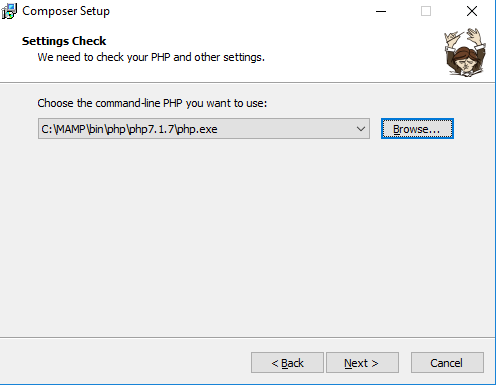 Composer Setup
Settings Check
We need to check your PHP and other settings.
Choose the command-line PHP you want to use:
C:\MAMP\bin\php\php7.1.7\php.exe
Browse...
< Back
Next >
Cancel